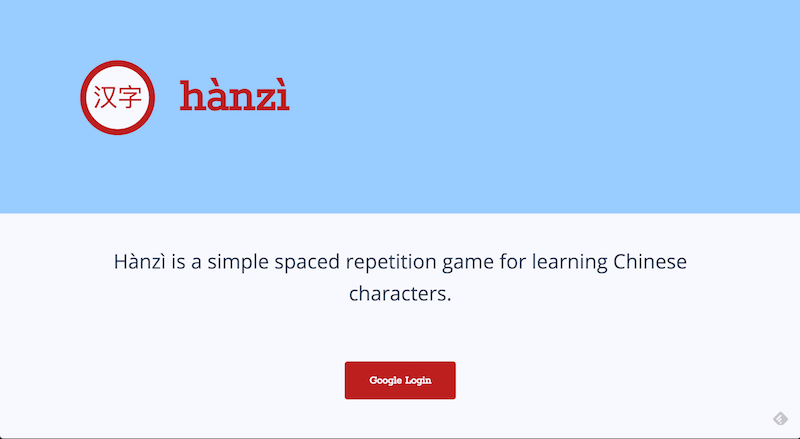 汉字
hànzì
Hànzì is a simple spaced repetition game for learning Chinese
characters.
Google Login